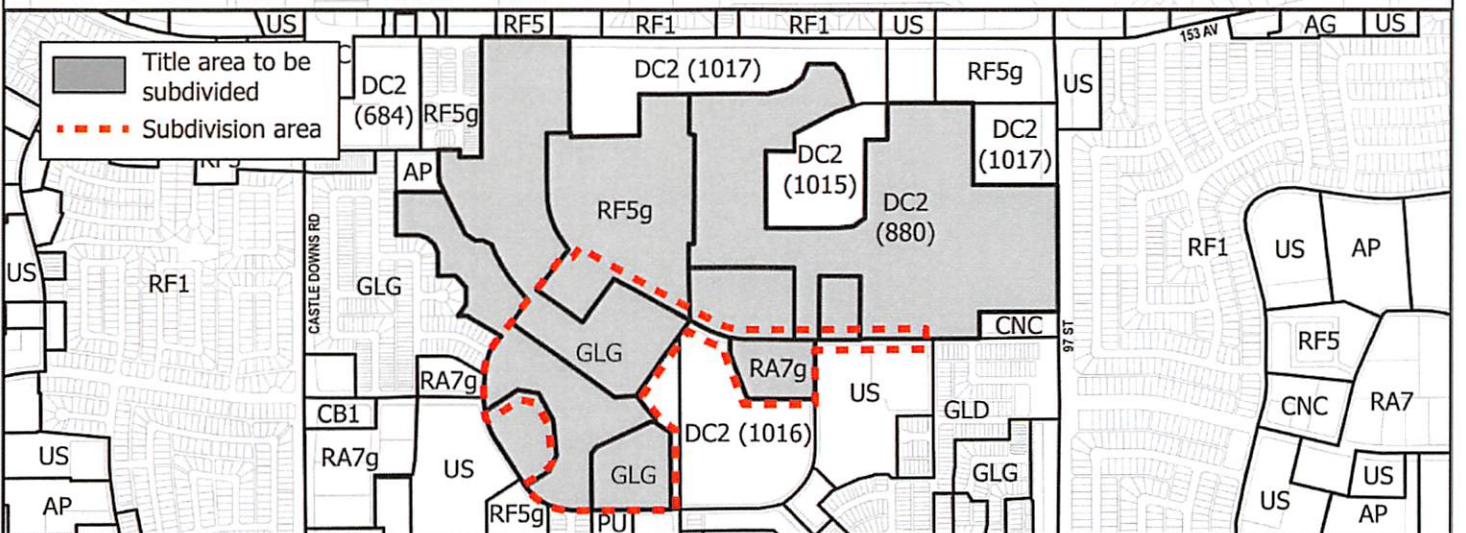 US
RF5
RF1
RF1
US
153 AV
AG
US
Title area to be
subdivided
Subdivision area
C
DC2
(684)
RF5g
DC2 (1017)
RF5g
US
DC2
(1017)
AP
DC2
(1015)
RF5g
DC2
(880)
CASTLE DOWNS RD
US
RF1
GLG
RF1
US
AP
CNC
97 ST
GLG
RA7g
RF5
RA7g
US
CB1
GLD
CNC
RA7
DC2 (1016)
US
RA7g
US
GLG
GLG
US
US
AP
RF5g
PU
AP